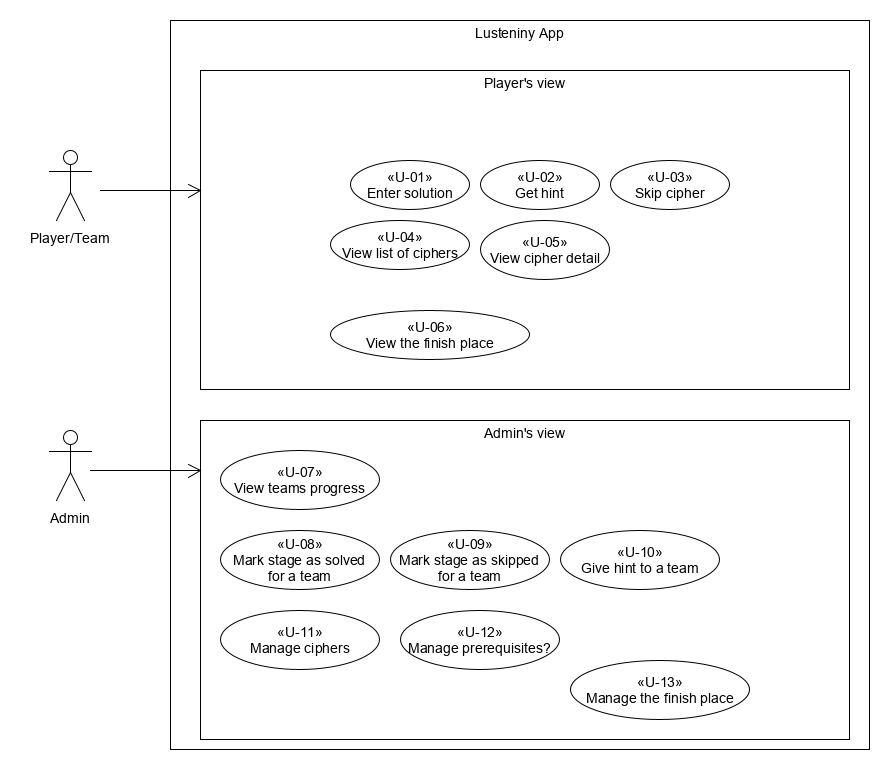 Lusteniny App
Player's view
«U-01»
Enter solution
«U-02»
Get hint
«U-03»
Skip cipher
Player/Team
«U-04»
View list of ciphers
«U-05»
View cipher detail
«U-06»
View the finish place
Admin's view
«U-07»
View teams progress
Admin
«U-08»
Mark stage as solved
for a team
«U-09»
Mark stage as skipped
for a team
«U-10»
Give hint to a team
«U-11»
Manage ciphers
«U-12»
Manage prerequisites?
«U-13»
Manage the finish place